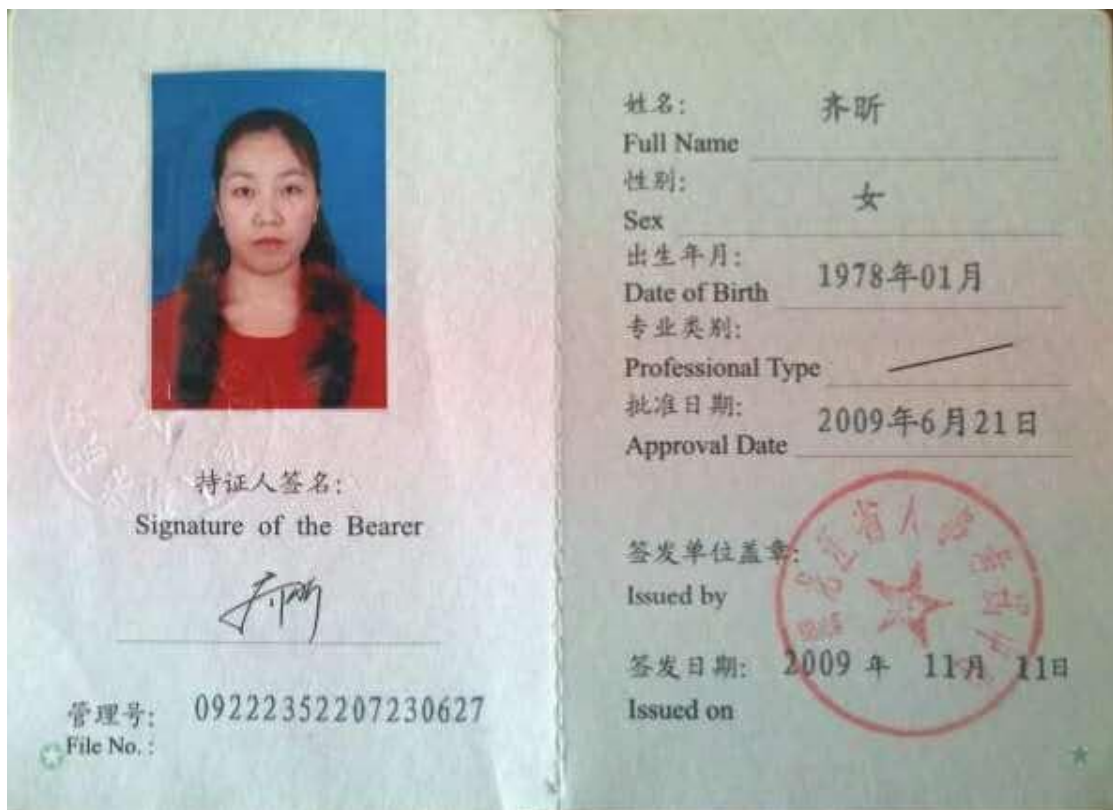 持证人签名:
Signature of the Bearer
齐昕
管理号: 09222352207230627
File No. :
姓名: 齐昕
Full Name
性别: 女
Sex
出生年月: 1978年01月
Date of Birth
专业类别:
Professional Type
批准日期: 2009年6月21日
Approval Date
签发单位盖章:
Issued by
签发日期: 2009 年 11月 11日
Issued on